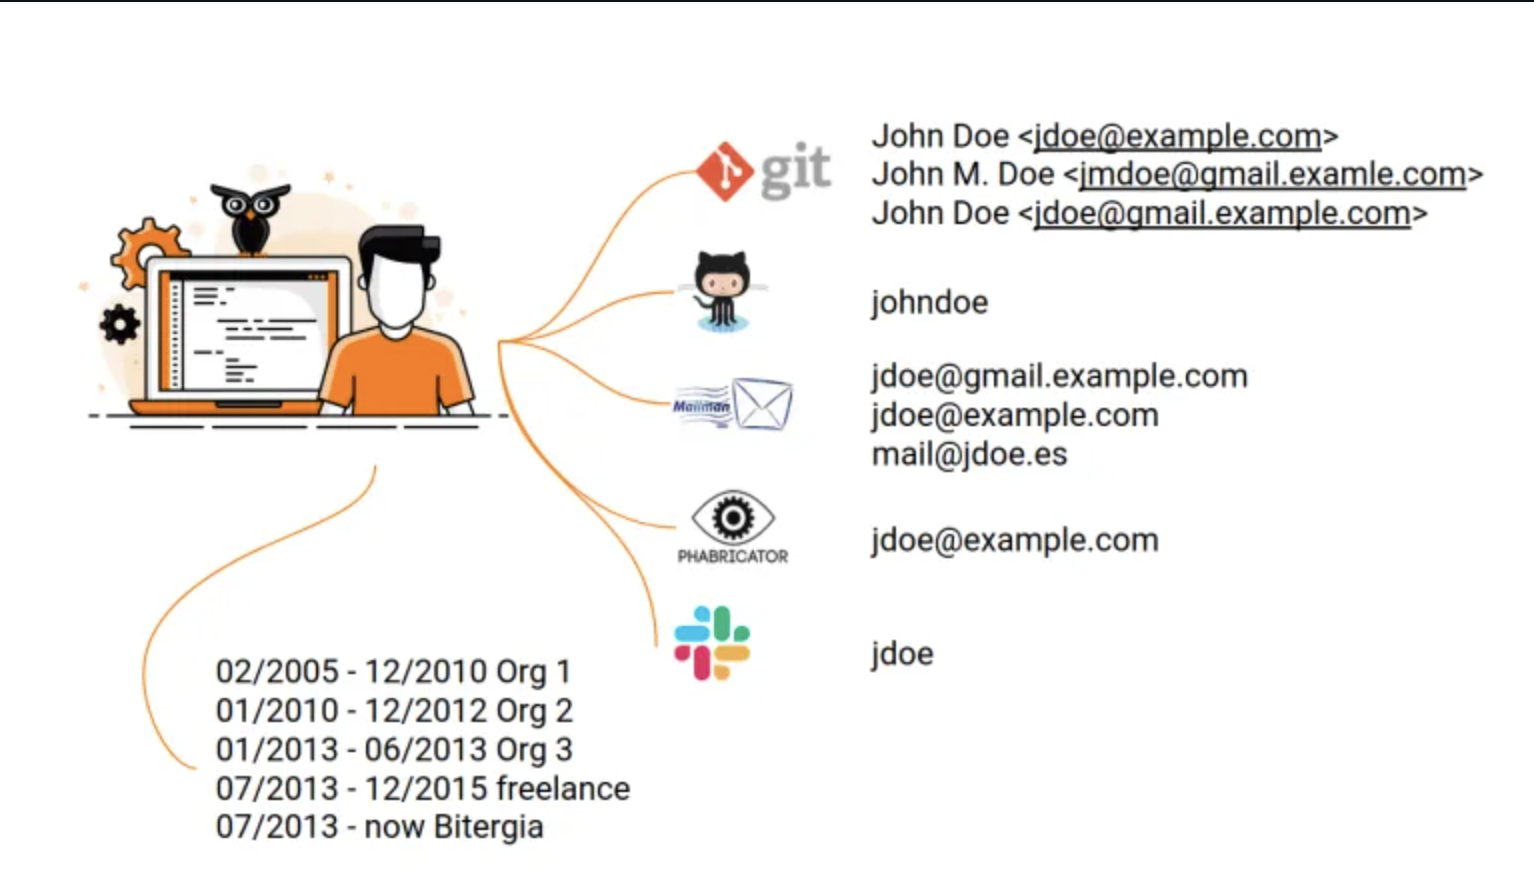 git
John Doe <jdoe@example.com>
John M. Doe <jmdoe@gmail.examle.com>
John Doe <jdoe@gmail.example.com>
johndoe
Mailman
jdoe@gmail.example.com
jdoe@example.com
mail@jdoe.es
PHABRICATOR
jdoe@example.com
jdoe
02/2005 - 12/2010 Org 1
01/2010 - 12/2012 Org 2
01/2013 - 06/2013 Org 3
07/2013 - 12/2015 freelance
07/2013 - now Bitergia